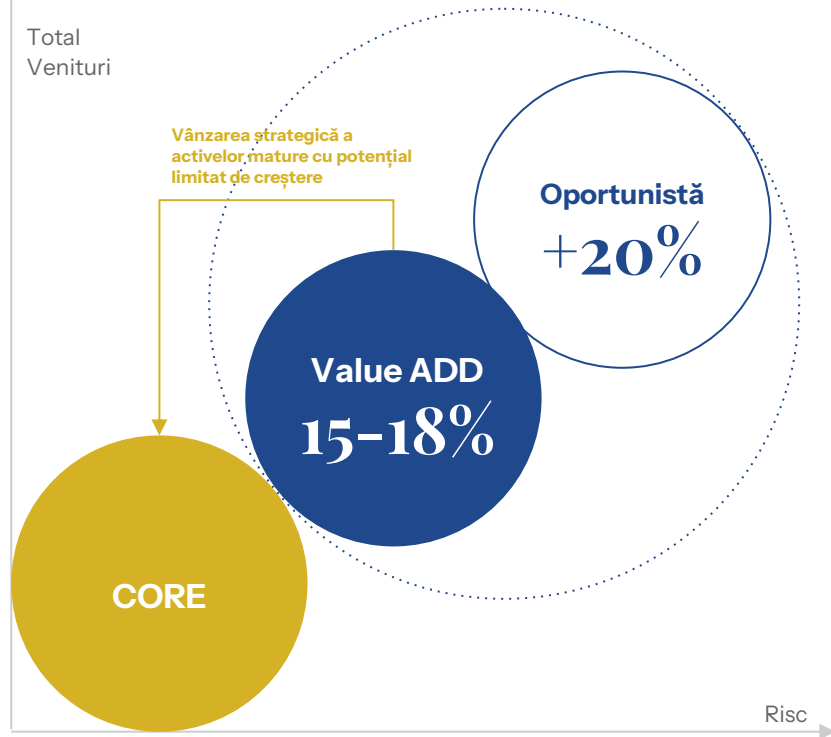 Total
Venituri
Vânzarea strategică a
activelor mature cu potențial
limitat de creștere
Oportunistă
+20%
Value ADD
15-18%
CORE
Risc